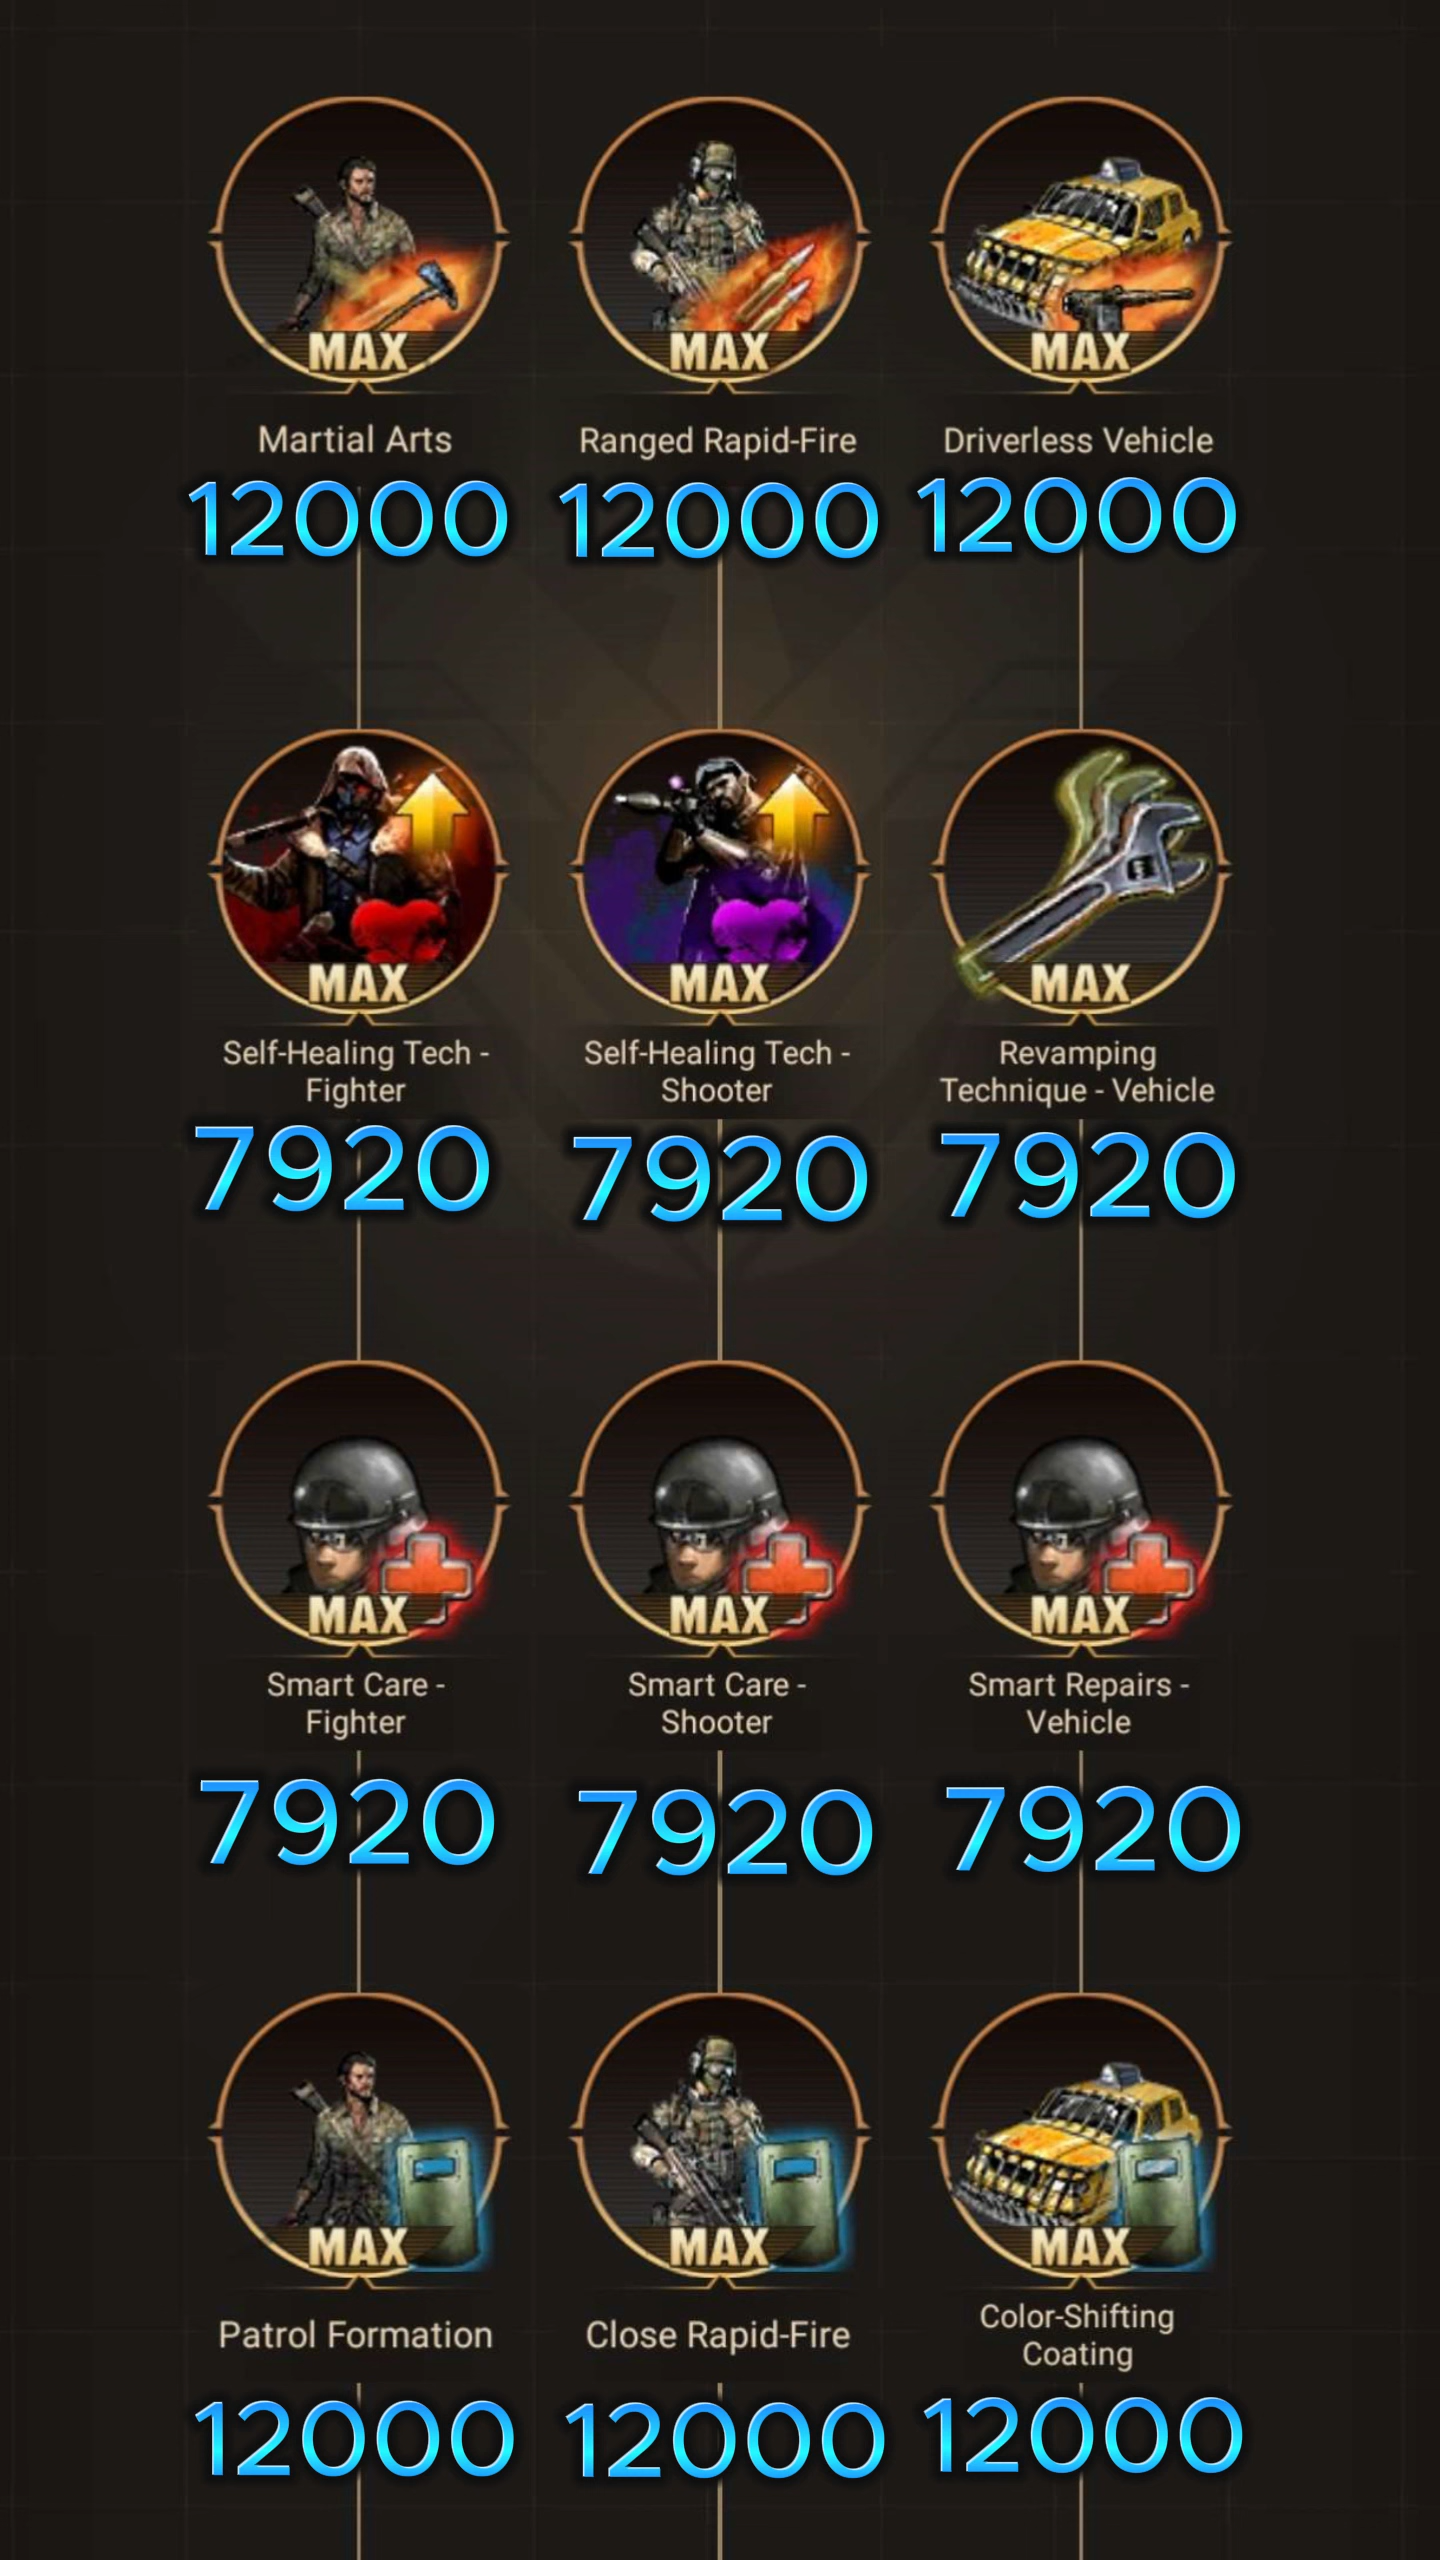 MAX MAX MAX
Martial Arts Ranged Rapid-Fire Driverless Vehicle
12000 12000 12000
MAX MAX MAX
Self-Healing Tech -
Fighter
Self-Healing Tech -
Shooter
Revamping
Technique - Vehicle
7920 7920 7920
MAX MAX MAX
Smart Care -
Fighter
Smart Care -
Shooter
Smart Repairs -
Vehicle
7920 7920 7920
MAX MAX MAX
Patrol Formation
Close Rapid-Fire
Color-Shifting
Coating
12000 12000 12000